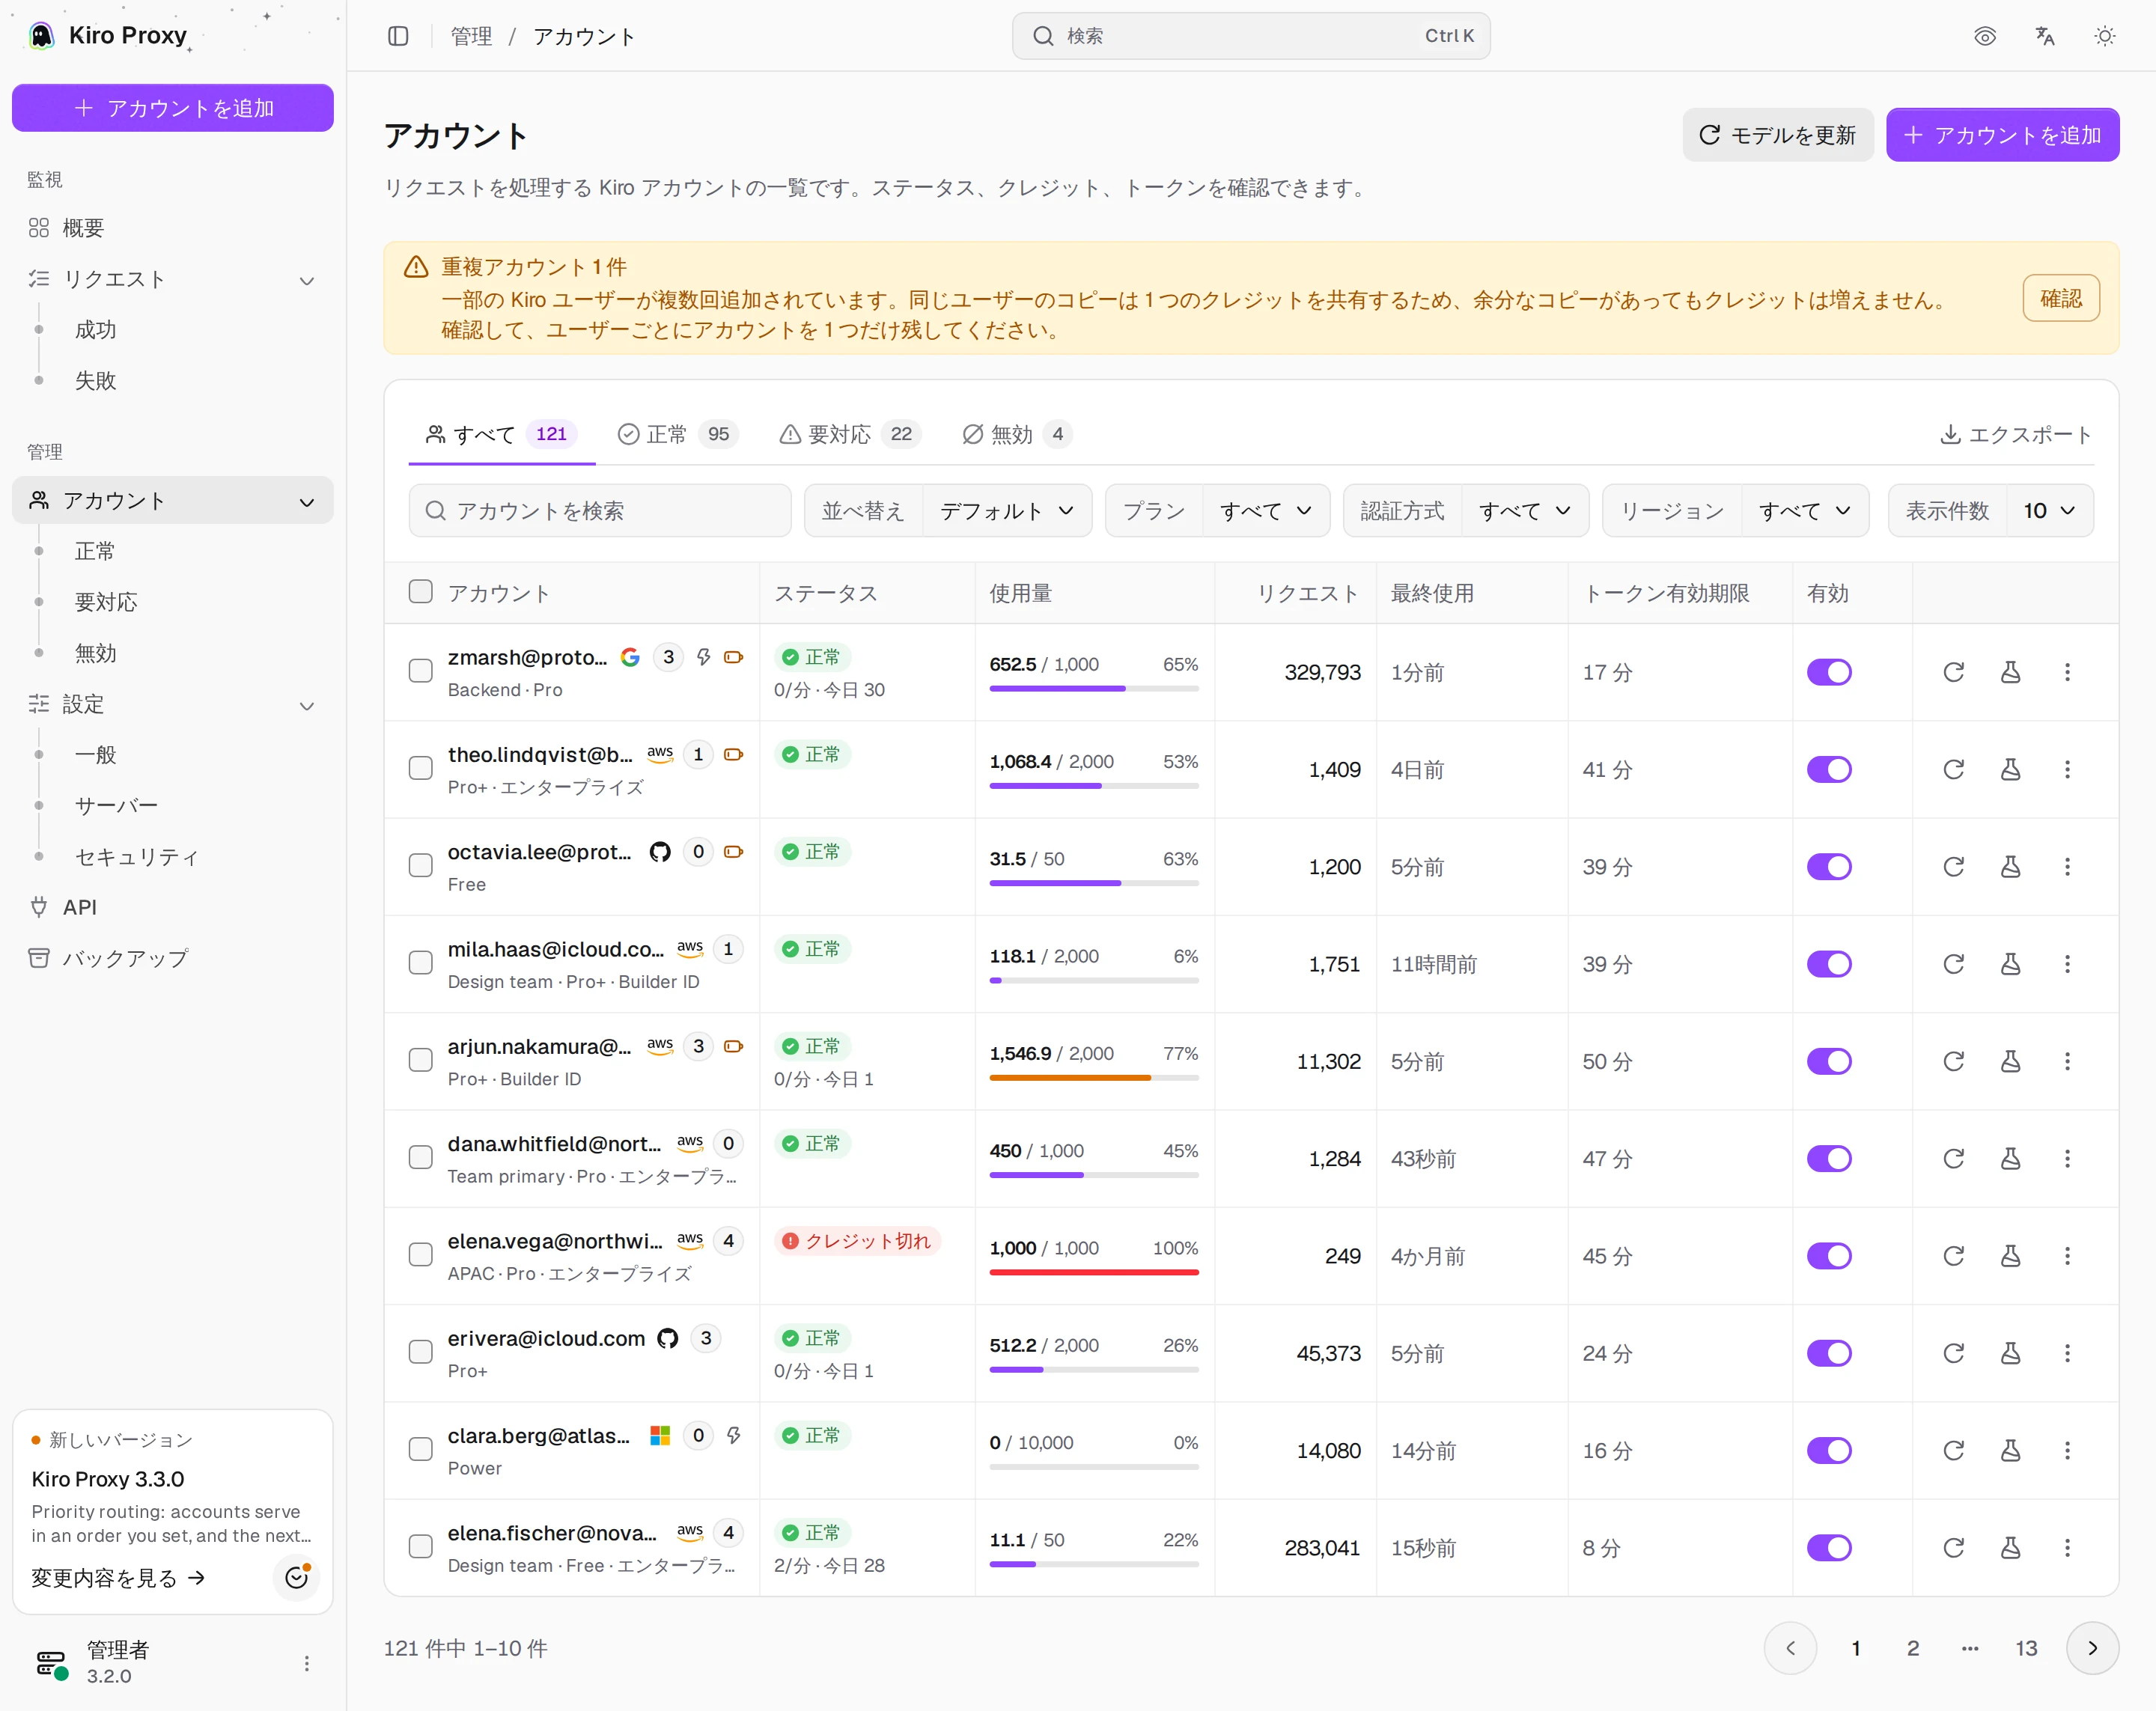 Kiro Proxy
アカウントを追加
監視
概要
リクエスト
成功
失敗
管理
アカウント
正常
要対応
無効
設定
一般
サーバー
セキュリティ
API
バックアップ
新しいバージョン
Kiro Proxy 3.3.0
Priority routing: accounts serve
in an order you set, and the next…
変更内容を見る →
管理者
3.2.0
管理 / アカウント
検索 Ctrl K
アカウント
モデルを更新
アカウントを追加
リクエストを処理する Kiro アカウントの一覧です。ステータス、クレジット、トークンを確認できます。
重複アカウント 1 件
一部の Kiro ユーザーが複数回追加されています。同じユーザーのコピーは 1 つのクレジットを共有するため、余分なコピーがあってもクレジットは増えません。
確認して、ユーザーごとにアカウントを 1 つだけ残してください。
確認
すべて 121 正常 95 要対応 22 無効 4 エクスポート
アカウントを検索 並べ替え デフォルト プラン すべて 認証方式 すべて リージョン すべて 表示件数 10
アカウント ステータス 使用量 リクエスト 最終使用 トークン有効期限 有効
zmarsh@proto… 3 正常 652.5 / 1,000 65% 329,793 1分前 17 分
Backend · Pro 0/分 · 今日 30
theo.lindqvist@b… aws 1 正常 1,068.4 / 2,000 53% 1,409 4日前 41 分
Pro+ · エンタープライズ
octavia.lee@prot… 0 正常 31.5 / 50 63% 1,200 5分前 39 分
Free
mila.haas@icloud.co… aws 1 正常 118.1 / 2,000 6% 1,751 11時間前 39 分
Design team · Pro+ · Builder ID
arjun.nakamura@… aws 3 正常 1,546.9 / 2,000 77% 11,302 5分前 50 分
Pro+ · Builder ID 0/分 · 今日 1
dana.whitfield@nort… aws 0 正常 450 / 1,000 45% 1,284 43秒前 47 分
Team primary · Pro · エンタープラ…
elena.vega@northwi… aws 4 クレジット切れ 1,000 / 1,000 100% 249 4か月前 45 分
APAC · Pro · エンタープライズ
erivera@icloud.com 3 正常 512.2 / 2,000 26% 45,373 5分前 24 分
Pro+ 0/分 · 今日 1
clara.berg@atlas… 0 正常 0 / 10,000 0% 14,080 14分前 16 分
Power
elena.fischer@nova… aws 4 正常 11.1 / 50 22% 283,041 15秒前 8 分
Design team · Free · エンタープラ… 2/分 · 今日 28
121 件中 1–10 件
1 2 … 13